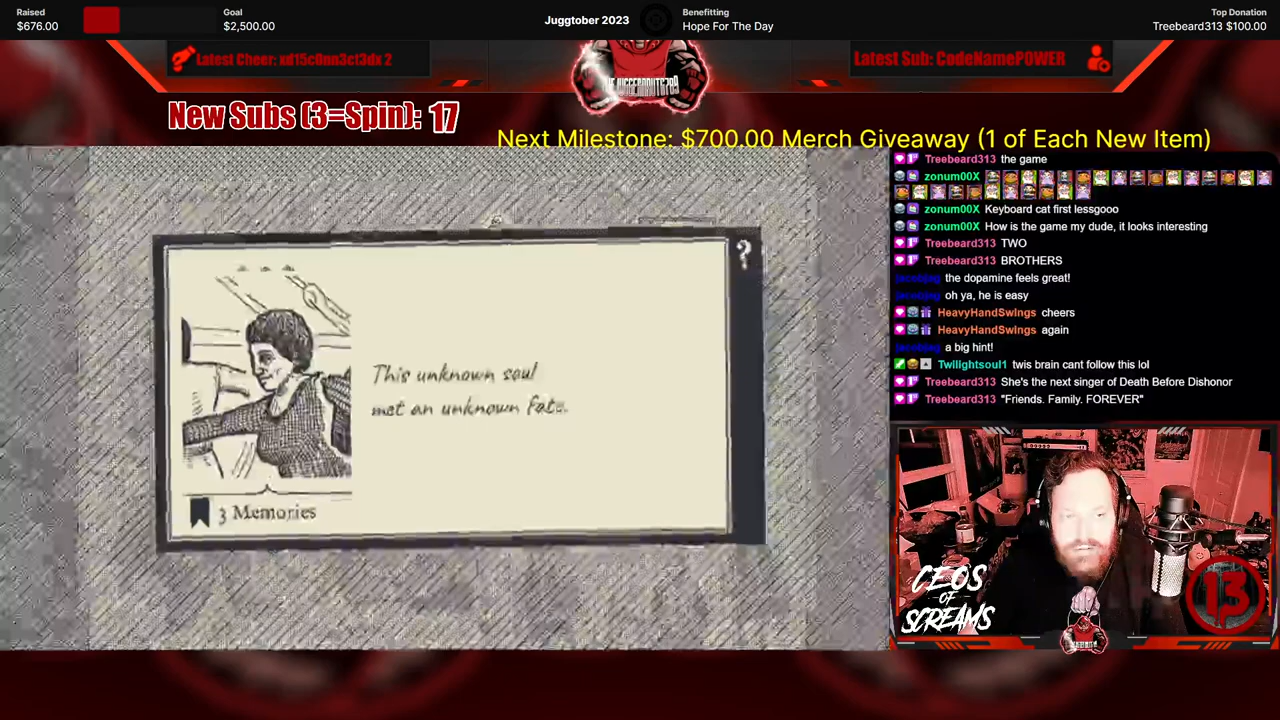 Raised
$676.00
Goal
$2,500.00
Juggtober 2023
Benefitting
Hope For The Day
Top Donation
Treebeard313 $100.00
Latest Cheer: xd15c0nn3ct3dx 2
THEJUGGERNAUT6789
Latest Sub: CodeNamePOWER
New Subs (3=Spin): 17
Next Milestone: $700.00 Merch Giveaway (1 of Each New Item)
Treebeard313 the game
zonum00X
zonum00X Keyboard cat first lessgooo
zonum00X How is the game my dude, it looks interesting
Treebeard313 TWO
Treebeard313 BROTHERS
the dopamine feels great!
oh ya, he is easy
HeavyHandSwings cheers
HeavyHandSwings again
a big hint!
Twilightsoul1 twis brain cant follow this lol
Treebeard313 She's the next singer of Death Before Dishonor
Treebeard313 "Friends. Family. FOREVER"
?
This unknown soul
met an unknown fate.
3 Memories
CEOS
OF
SCREAMS
13